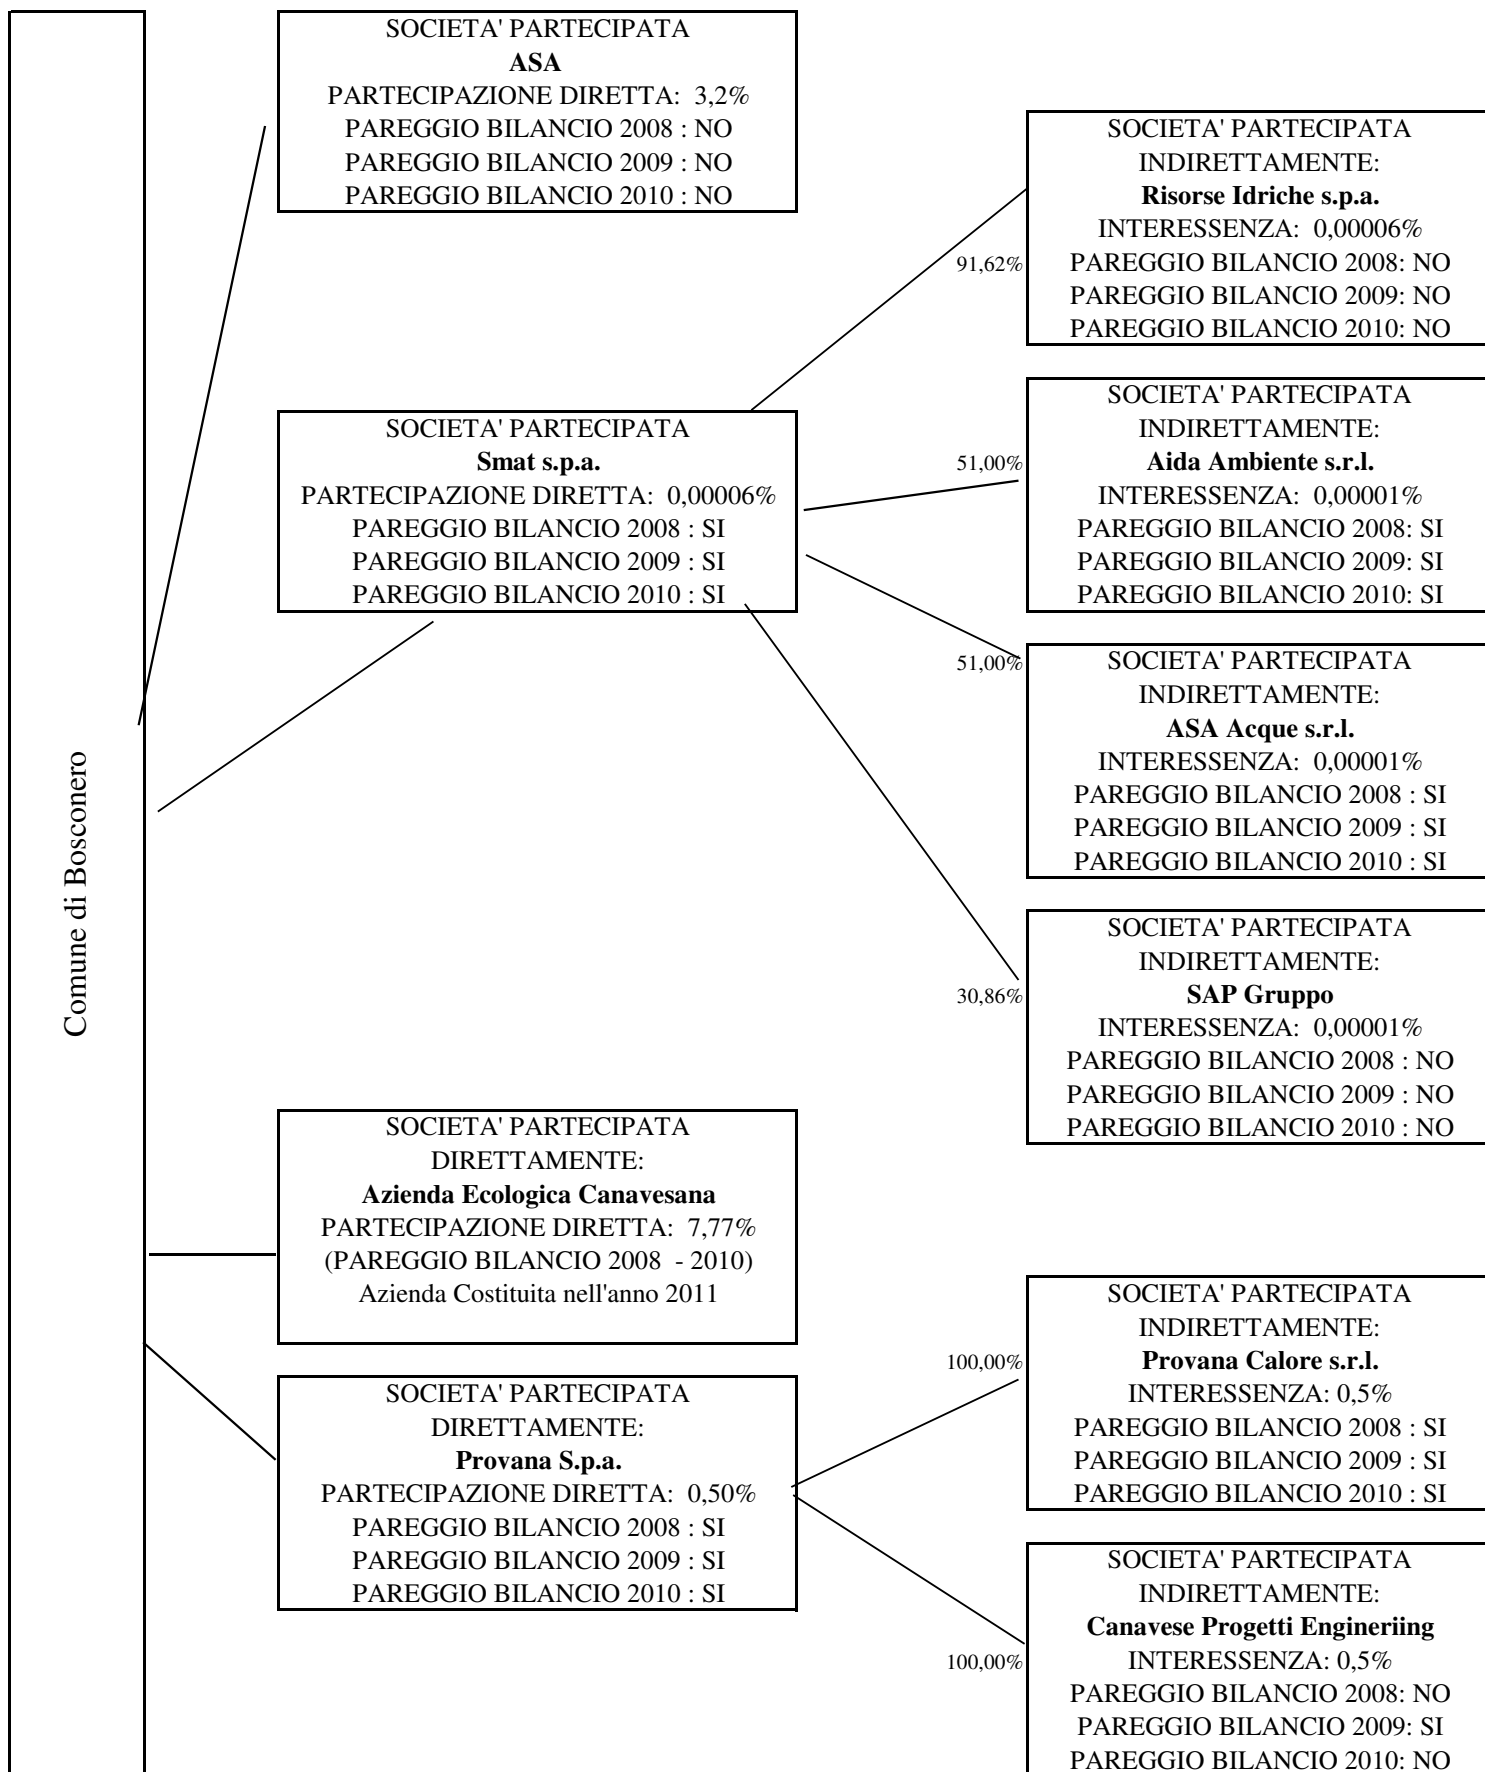 Comune di Bosconero
SOCIETA' PARTECIPATA
ASA
PARTECIPAZIONE DIRETTA: 3,2%
PAREGGIO BILANCIO 2008 : NO
PAREGGIO BILANCIO 2009 : NO
PAREGGIO BILANCIO 2010 : NO
SOCIETA' PARTECIPATA
Smat s.p.a.
PARTECIPAZIONE DIRETTA: 0,00006%
PAREGGIO BILANCIO 2008 : SI
PAREGGIO BILANCIO 2009 : SI
PAREGGIO BILANCIO 2010 : SI
91,62%
SOCIETA' PARTECIPATA
INDIRETTAMENTE:
Risorse Idriche s.p.a.
INTERESSENZA: 0,00006%
PAREGGIO BILANCIO 2008: NO
PAREGGIO BILANCIO 2009: NO
PAREGGIO BILANCIO 2010: NO
51,00%
SOCIETA' PARTECIPATA
INDIRETTAMENTE:
Aida Ambiente s.r.l.
INTERESSENZA: 0,00001%
PAREGGIO BILANCIO 2008: SI
PAREGGIO BILANCIO 2009: SI
PAREGGIO BILANCIO 2010: SI
51,00%
SOCIETA' PARTECIPATA
INDIRETTAMENTE:
ASA Acque s.r.l.
INTERESSENZA: 0,00001%
PAREGGIO BILANCIO 2008 : SI
PAREGGIO BILANCIO 2009 : SI
PAREGGIO BILANCIO 2010 : SI
30,86%
SOCIETA' PARTECIPATA
INDIRETTAMENTE:
SAP Gruppo
INTERESSENZA: 0,00001%
PAREGGIO BILANCIO 2008 : NO
PAREGGIO BILANCIO 2009 : NO
PAREGGIO BILANCIO 2010 : NO
SOCIETA' PARTECIPATA
DIRETTAMENTE:
Azienda Ecologica Canavesana
PARTECIPAZIONE DIRETTA: 7,77%
(PAREGGIO BILANCIO 2008 - 2010)
Azienda Costituita nell'anno 2011
SOCIETA' PARTECIPATA
DIRETTAMENTE:
Provana S.p.a.
PARTECIPAZIONE DIRETTA: 0,50%
PAREGGIO BILANCIO 2008 : SI
PAREGGIO BILANCIO 2009 : SI
PAREGGIO BILANCIO 2010 : SI
100,00%
SOCIETA' PARTECIPATA
INDIRETTAMENTE:
Provana Calore s.r.l.
INTERESSENZA: 0,5%
PAREGGIO BILANCIO 2008 : SI
PAREGGIO BILANCIO 2009 : SI
PAREGGIO BILANCIO 2010 : SI
100,00%
SOCIETA' PARTECIPATA
INDIRETTAMENTE:
Canavese Progetti Engineriing
INTERESSENZA: 0,5%
PAREGGIO BILANCIO 2008: NO
PAREGGIO BILANCIO 2009: SI
PAREGGIO BILANCIO 2010: NO